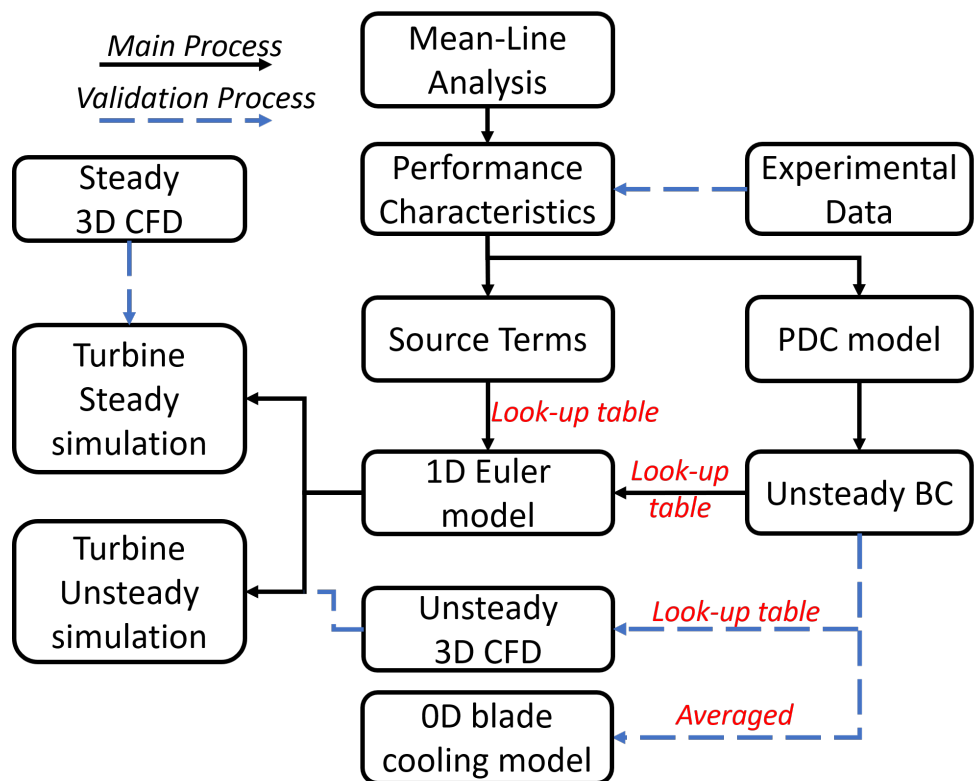 Main Process
Validation Process
Mean-Line
Analysis
Steady
3D CFD
Performance
Characteristics
Experimental
Data
Source Terms
PDC model
Turbine
Steady
simulation
Look-up table
1D Euler
model
Look-up
table
Unsteady BC
Turbine
Unsteady
simulation
Unsteady
3D CFD
Look-up table
0D blade
cooling model
Averaged